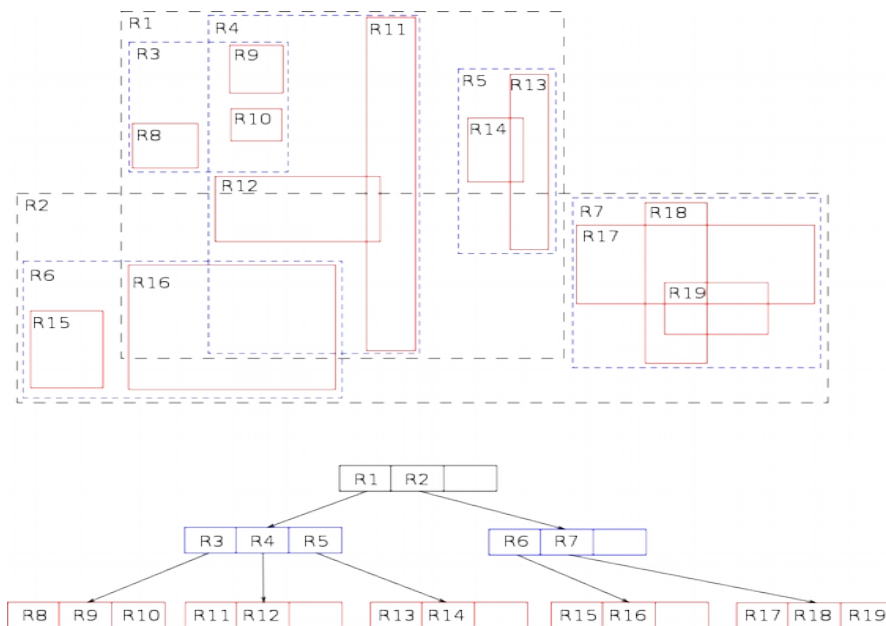 R1
R4
R11
R3
R9
R5
R13
R10
R14
R8
R12
R2
R7
R18
R17
R6
R16
R19
R15
R1 R2
R3 R4 R5
R6 R7
R8 R9 R10
R11 R12
R13 R14
R15 R16
R17 R18 R19